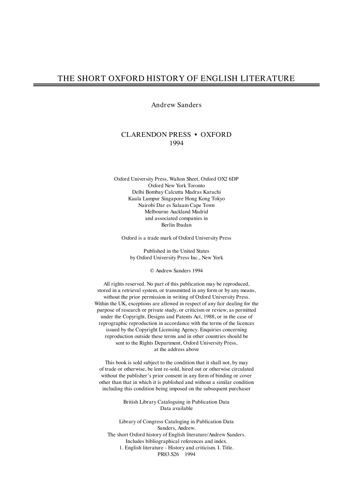 THE SHORT OXFORD HISTORY OF ENGLISH LITERATURE
Andrew Sanders
CLARENDON PRESS • OXFORD
1994
Oxford University Press, Walton Street, Oxford OX2 6DP
Oxford New York Toronto
Delhi Bombay Calcutta Madras Karachi
Kuala Lumpur Singapore Hong Kong Tokyo
Nairobi Dar es Salaam Cape Town
Melbourne Auckland Madrid
and associated companies in
Berlin Ibadan
Oxford is a trade mark of Oxford University Press
Published in the United States
by Oxford University Press Inc., New York
© Andrew Sanders 1994
All rights reserved. No part of this publication may be reproduced,
stored in a retrieval system, or transmitted in any form or by any means,
without the prior permission in writing of Oxford University Press.
Within the UK, exceptions are allowed in respect of any fair dealing for the
purpose of research or private study, or criticism or review, as permitted
under the Copyright, Designs and Patents Act, 1988, or in the case of
reprographic reproduction in accordance with the terms of the licences
issued by the Copyright Licensing Agency. Enquiries concerning
reproduction outside these terms and in other countries should be
sent to the Rights Department, Oxford University Press,
at the address above
This book is sold subject to the condition that it shall not, by may
of trade or otherwise, be lent re-sold, hired out or otherwise circulated
without the publisher's prior consent in any form of binding or cover
other than that in which it is published and without a similar condition
including this condition being imposed on the subsequent purchaser
British Library Cataloguing in Publication Data
Data available
Library of Congress Cataloging in Publication Data
Sanders, Andrew.
The short Oxford history of English literature/Andrew Sanders.
Includes bibliographical references and index.
1. English literature - History and criticism. 1. Title.
PR83.S26 1994